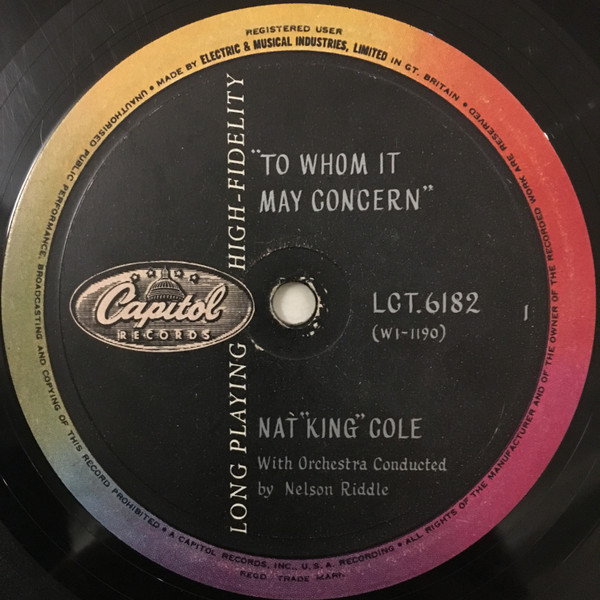 REGISTERED USER
UNAUTHORISED PUBLIC PERFORMANCE, BROADCASTING AND COPYING OF THIS RECORD PROHIBITED • A CAPITOL RECORDS, INC., U.S.A. RECORDING • ALL RIGHTS OF THE MANUFACTURER AND OF THE OWNER OF THE RECORDED WORK ARE RESERVED •
MADE BY ELECTRIC & MUSICAL INDUSTRIES, LIMITED IN GT. BRITAIN •
LONG PLAYING HIGH-FIDELITY
"TO WHOM IT
MAY CONCERN"
Capitol
RECORDS
LCT.6182
1
(W1-1190)
NAT "KING" COLE
With Orchestra Conducted
by Nelson Riddle
REGD. TRADE MARK.